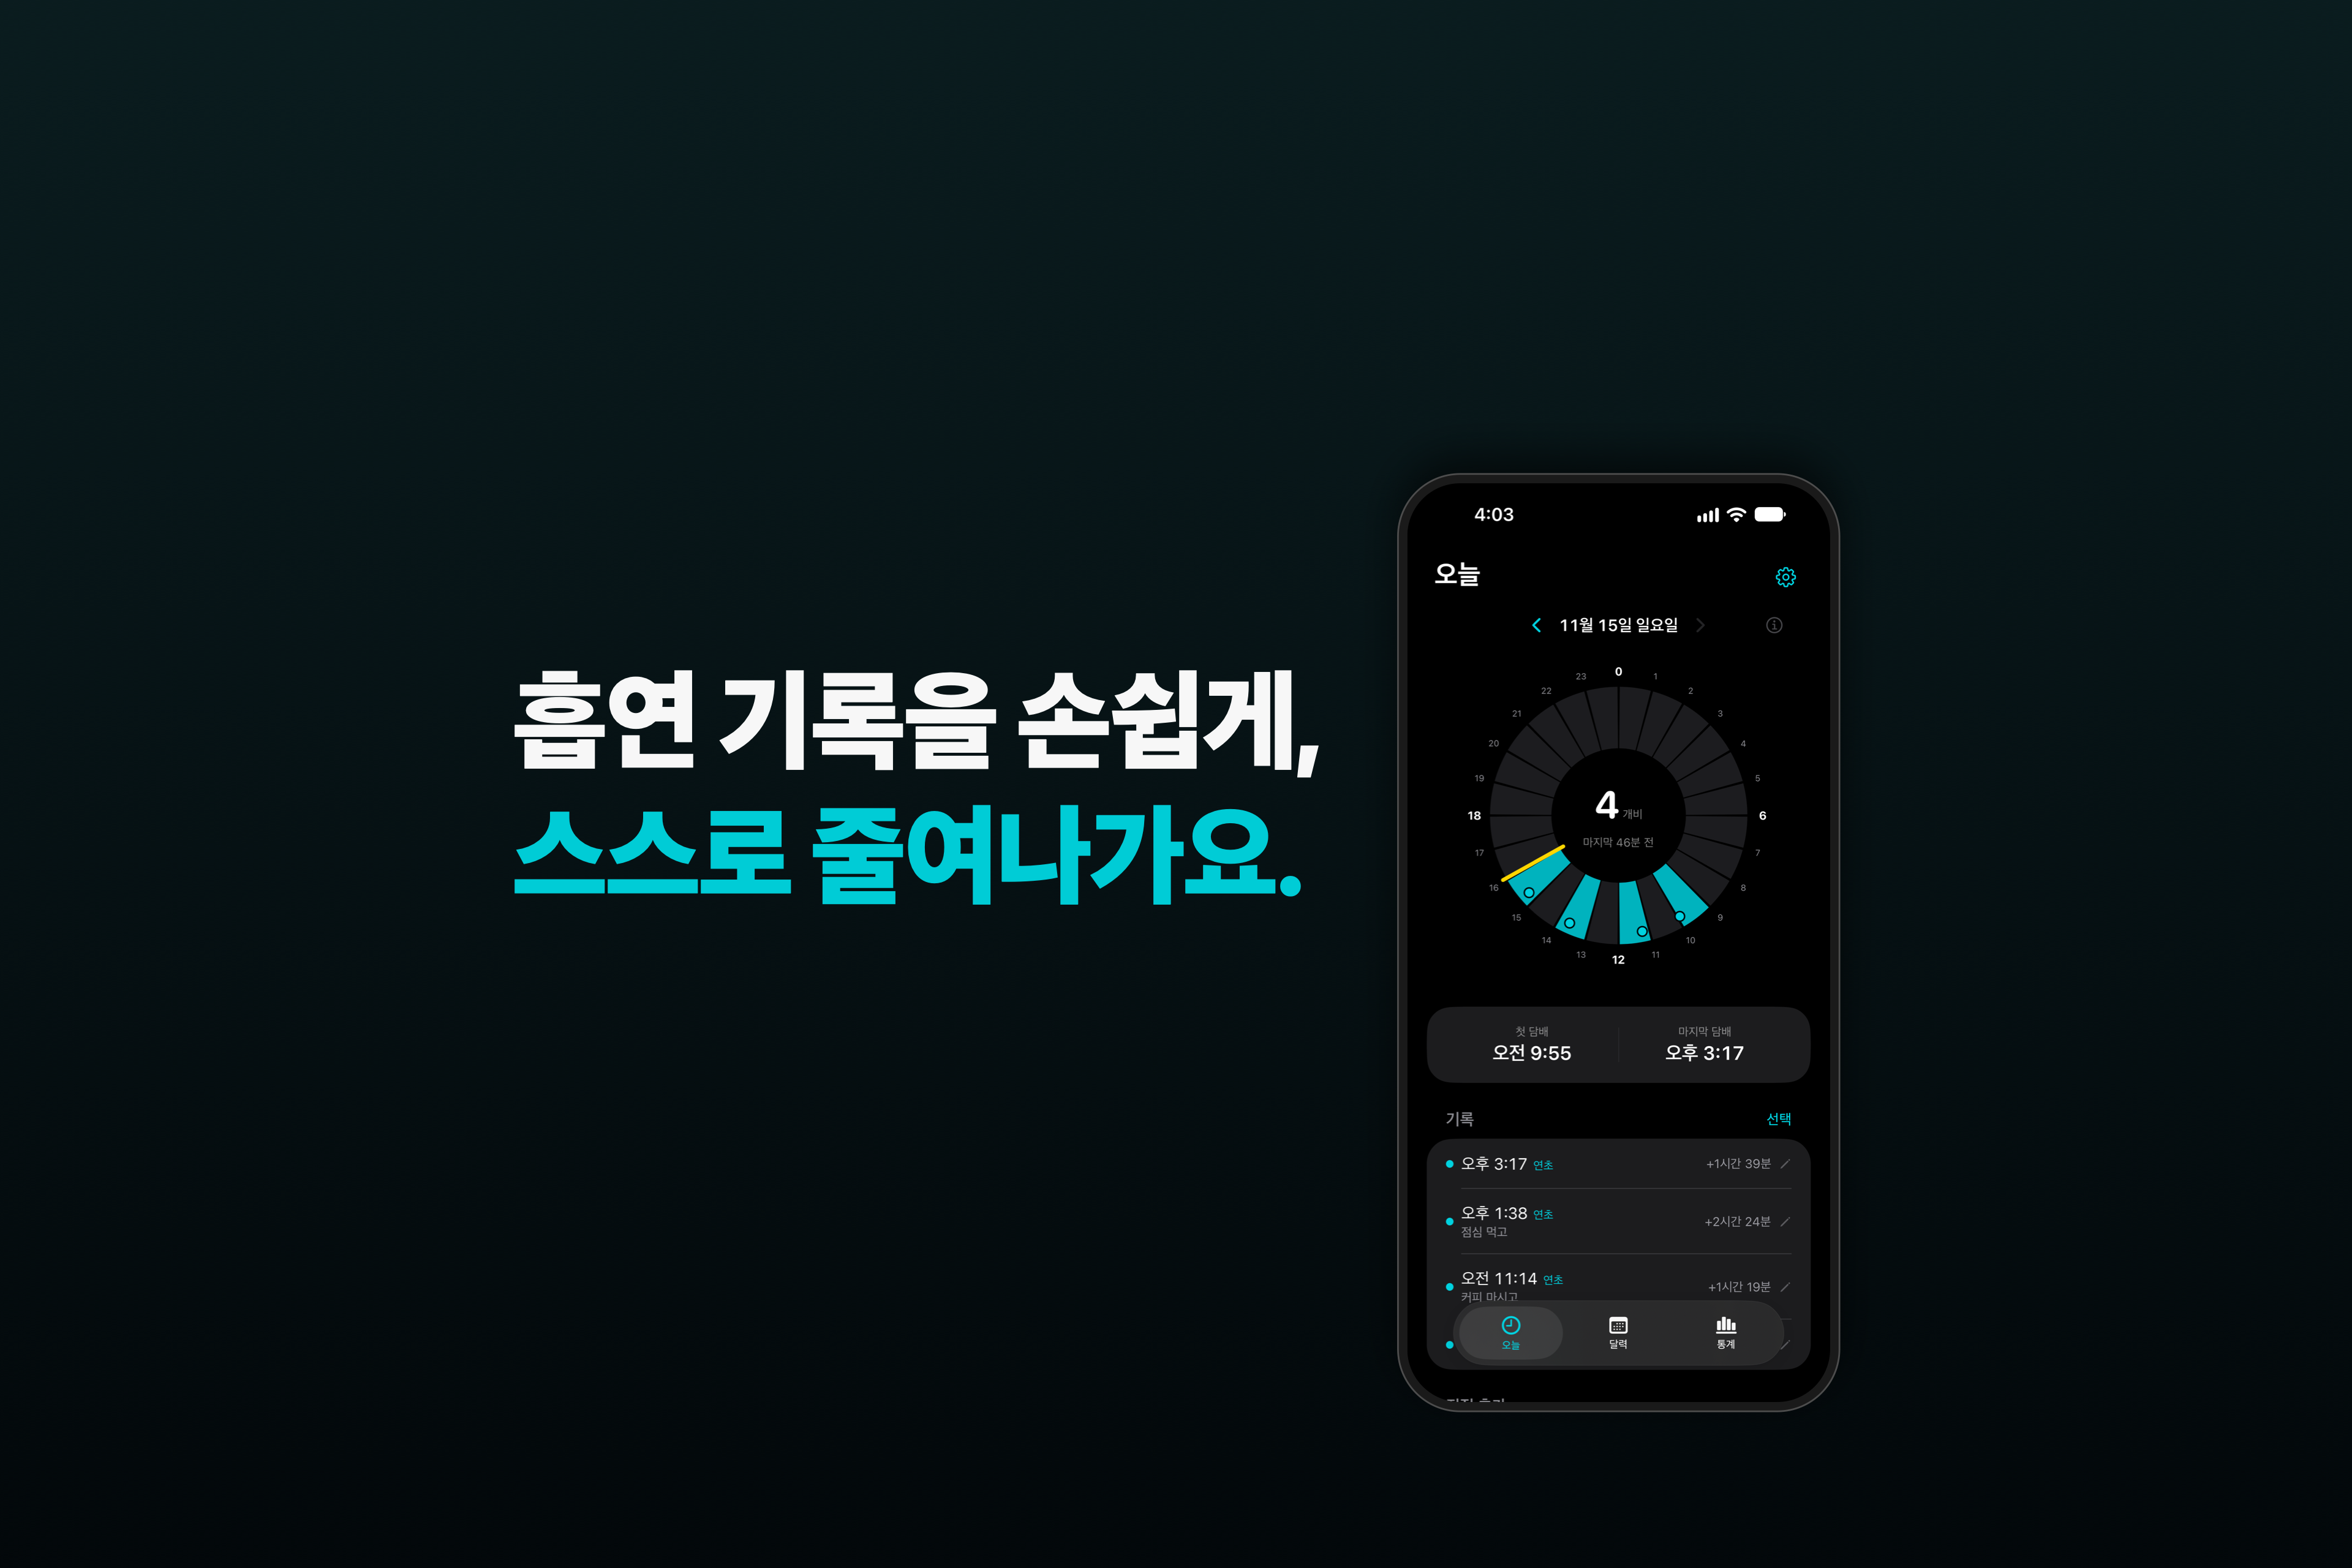 흡연 기록을 손쉽게,
스스로 줄여나가요.
4:03
오늘
11월 15일 일요일
23 0 1
22 2
21 3
20 4
19 5
18 6
17 7
16 8
15 9
14 10
13 12 11
4 개비
마지막 46분 전
첫 담배 마지막 담배
오전 9:55 오후 3:17
기록 선택
오후 3:17 연초 +1시간 39분
오후 1:38 연초 +2시간 24분
점심 먹고
오전 11:14 연초 +1시간 19분
커피 마시고
오늘 달력 통계